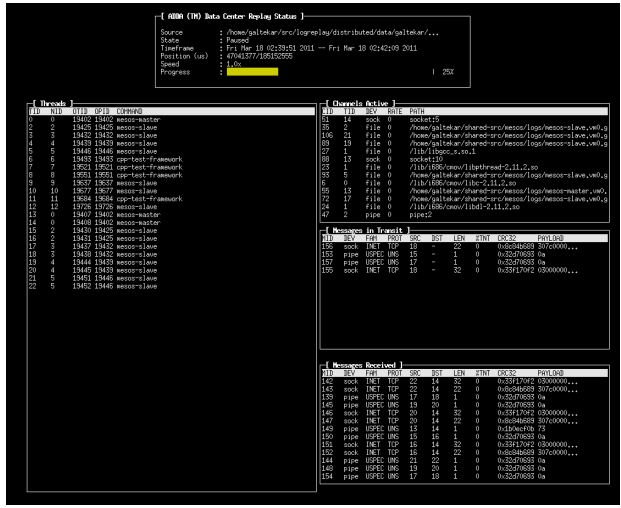 [ ADDA (TM) Data Center Replay Status ]
Source : /home/galtekar/src/logreplay/distributed/data/galtekar/...
State : Paused
Timeframe : Fri Mar 18 02:39:51 2011 -- Fri Mar 18 02:42:09 2011
Position (us) : 47041377/185152555
Speed : 1.0x
Progress : | 25%
[ Threads ]
TID NID OTID OPID COMMAND
0 0 19402 19402 mesos-master
2 2 19425 19425 mesos-slave
3 3 19432 19432 mesos-slave
4 4 19439 19439 mesos-slave
5 5 19446 19446 mesos-slave
6 6 19493 19493 cpp-test-framework
7 7 19521 19521 cpp-test-framework
8 8 19551 19551 cpp-test-framework
9 9 19637 19637 mesos-slave
10 10 19677 19677 mesos-slave
11 11 19684 19684 cpp-test-framework
12 12 19726 19726 mesos-slave
13 0 19407 19402 mesos-master
14 0 19408 19402 mesos-master
15 2 19430 19425 mesos-slave
16 2 19431 19425 mesos-slave
17 3 19437 19432 mesos-slave
18 3 19438 19432 mesos-slave
19 4 19444 19439 mesos-slave
20 4 19445 19439 mesos-slave
21 5 19451 19446 mesos-slave
22 5 19452 19446 mesos-slave
[ Channels Active ]
CID TID DEV RATE PATH
51 14 sock 0 socket:5
35 2 file 0 /home/galtekar/shared-src/mesos/logs/mesos-slave.vm0.g
106 21 file 0 /home/galtekar/shared-src/mesos/logs/mesos-slave.vm0.g
89 19 file 0 /home/galtekar/shared-src/mesos/logs/mesos-slave.vm0.g
27 1 file 0 /lib/libgcc_s.so.1
88 13 sock 0 socket:10
23 1 file 0 /lib/i686/cmov/libpthread-2.11.2.so
93 5 file 0 /home/galtekar/shared-src/mesos/logs/mesos-slave.vm0.g
6 0 file 0 /lib/i686/cmov/libc-2.11.2.so
55 13 file 0 /home/galtekar/shared-src/mesos/logs/mesos-master.vm0.
72 17 file 0 /home/galtekar/shared-src/mesos/logs/mesos-slave.vm0.g
24 1 file 0 /lib/i686/cmov/libdl-2.11.2.so
47 2 pipe 0 pipe:2
[ Messages in Transit ]
MID DEV FAM PROT SRC DST LEN %TNT CRC32 PAYLOAD
156 sock INET TCP 18 - 22 0 0x8c84b689 307c0000...
153 pipe USPEC UNS 15 - 1 0 0x32d70693 0a
157 pipe USPEC UNS 17 - 1 0 0x32d70693 0a
155 sock INET TCP 18 - 32 0 0x33f170f2 03000000...
[ Messages Received ]
MID DEV FAM PROT SRC DST LEN %TNT CRC32 PAYLOAD
142 sock INET TCP 22 14 32 0 0x33f170f2 03000000...
143 sock INET TCP 22 14 22 0 0x8c84b689 307c0000...
139 pipe USPEC UNS 17 18 1 0 0x32d70693 0a
145 pipe USPEC UNS 19 20 1 0 0x32d70693 0a
146 sock INET TCP 20 14 32 0 0x33f170f2 03000000...
147 sock INET TCP 20 14 22 0 0x8c84b689 307c0000...
149 pipe USPEC UNS 13 14 1 0 0x1b0ecf0b 73
150 pipe USPEC UNS 15 16 1 0 0x32d70693 0a
151 sock INET TCP 16 14 32 0 0x33f170f2 03000000...
152 sock INET TCP 16 14 22 0 0x8c84b689 307c0000...
144 pipe USPEC UNS 21 22 1 0 0x32d70693 0a
148 pipe USPEC UNS 19 20 1 0 0x32d70693 0a
154 pipe USPEC UNS 17 18 1 0 0x32d70693 0a